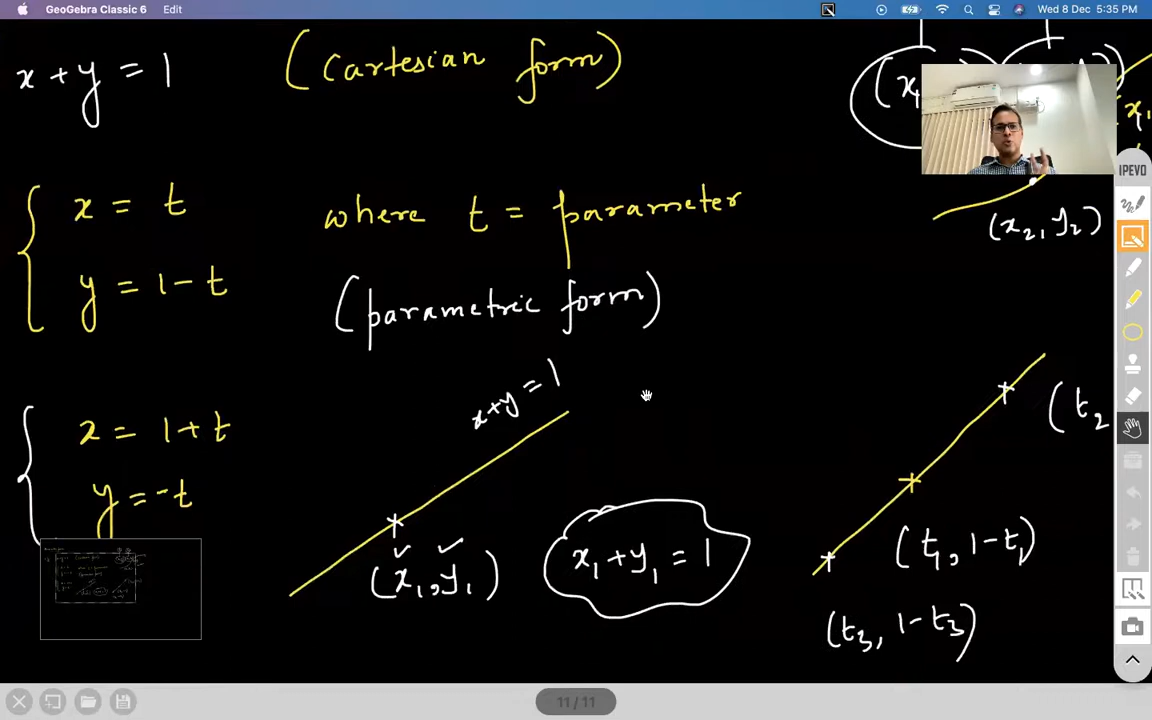 GeoGebra Classic 6 Edit
Wed 8 Dec 5:35 PM
x + y = 1 (Cartesian form)
x = t where t = parameter
y = 1 - t
(parametric form)
(x₂, y₂)
IPEVO
x + y = 1
x = 1 + t
y = -t
(x₁, y₁)
x₁ + y₁ = 1
(t₂
(t₁, 1 - t₁)
(t₃, 1 - t₃)
11 / 11